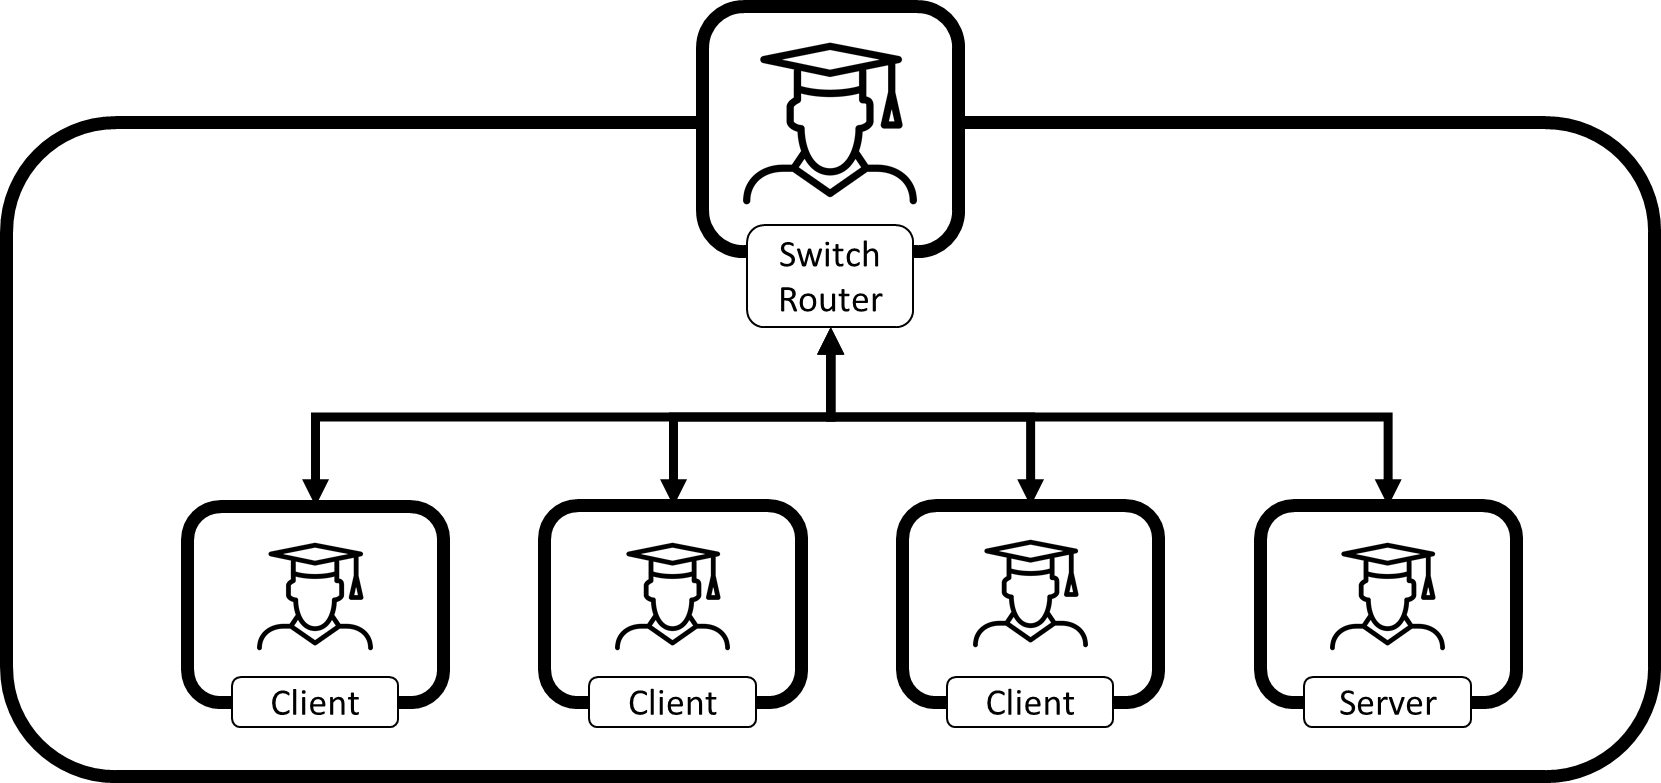 Switch
Router
Client
Client
Client
Server